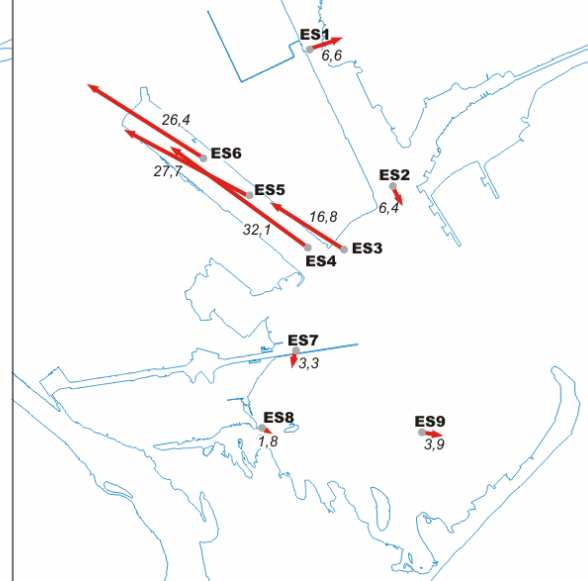 ES1
6,6
26,4
ES6
27,7
ES5
ES2
6,4
16,8
32,1
ES3
ES4
ES7
3,3
ES8
1,8
ES9
3,9